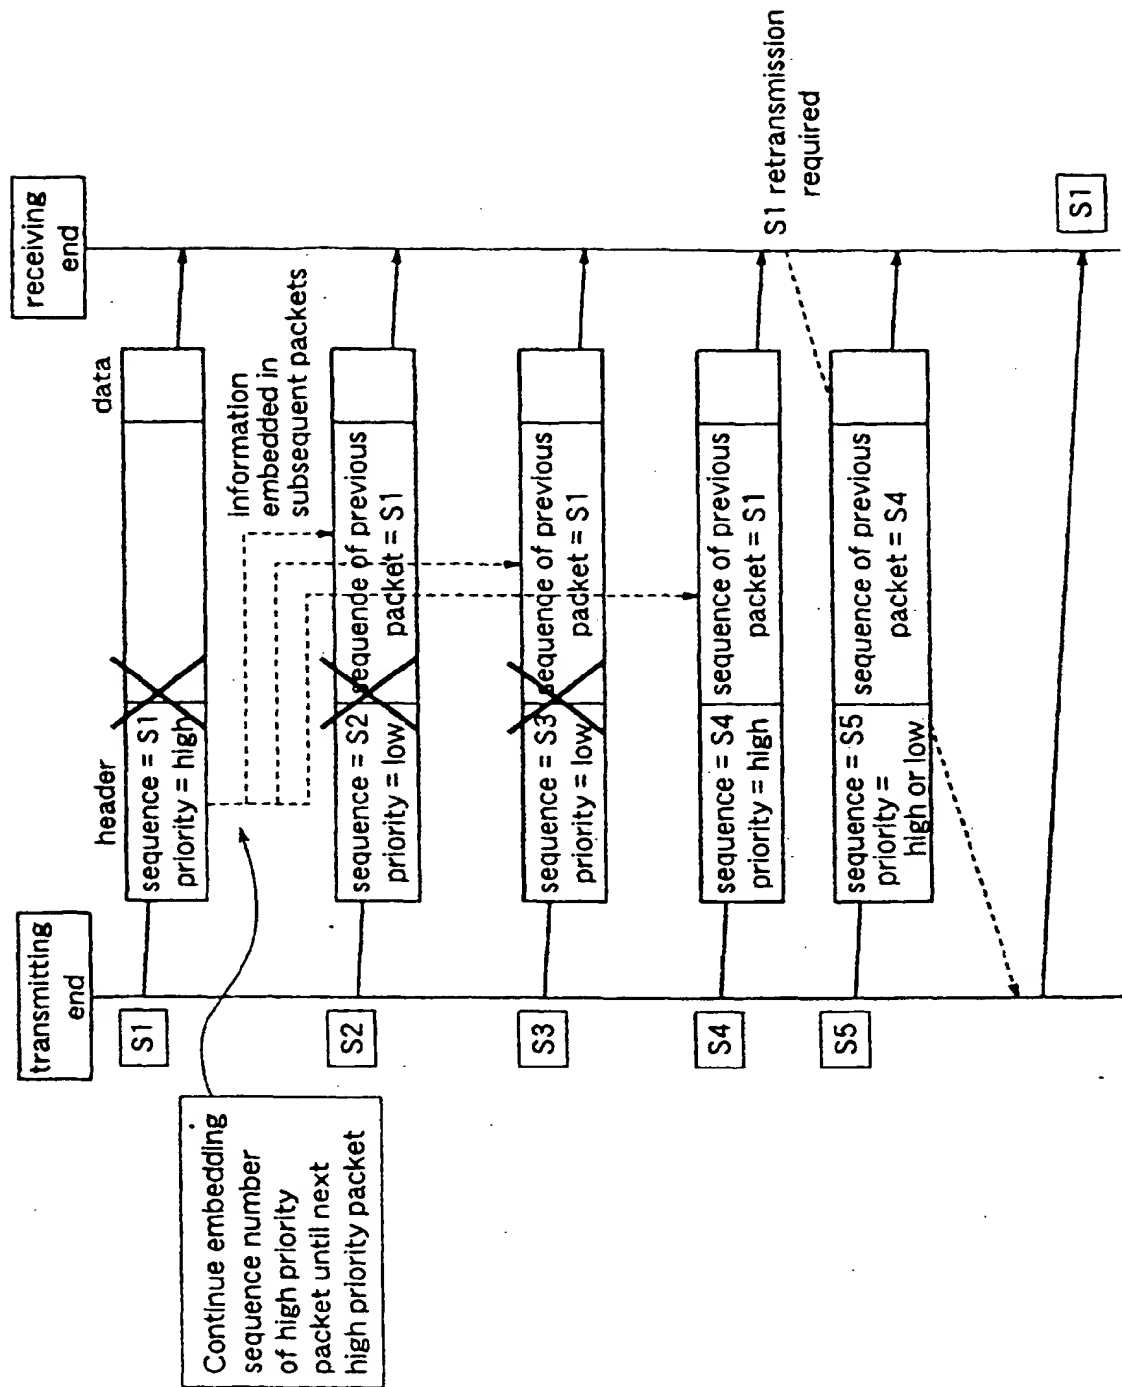 transmitting
end
receiving
end
header
data
S1
sequence = S1
priority = high
Information
embedded in
subsequent packets
Continue embedding
sequence number
of high priority
packet until next
high priority packet
S2
sequence = S2
priority = low
sequence of previous
packet = S1
S3
sequence = S3
priority = low
sequence of previous
packet = S1
S4
sequence = S4
priority = high
sequence of previous
packet = S1
S1 retransmission
required
S5
sequence = S5
priority =
high or low
sequence of previous
packet = S4
S1